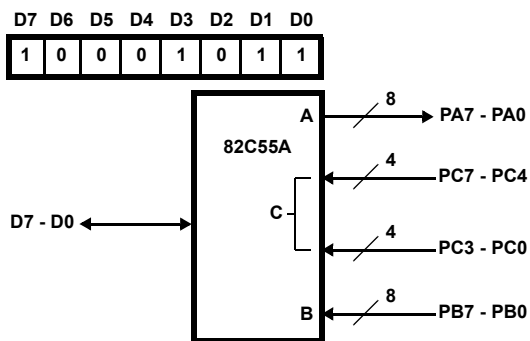 D7 D6 D5 D4 D3 D2 D1 D0
1 0 0 0 1 0 1 1
A 8 PA7 - PA0
82C55A
4 PC7 - PC4
C
D7 - D0
4 PC3 - PC0
B 8 PB7 - PB0